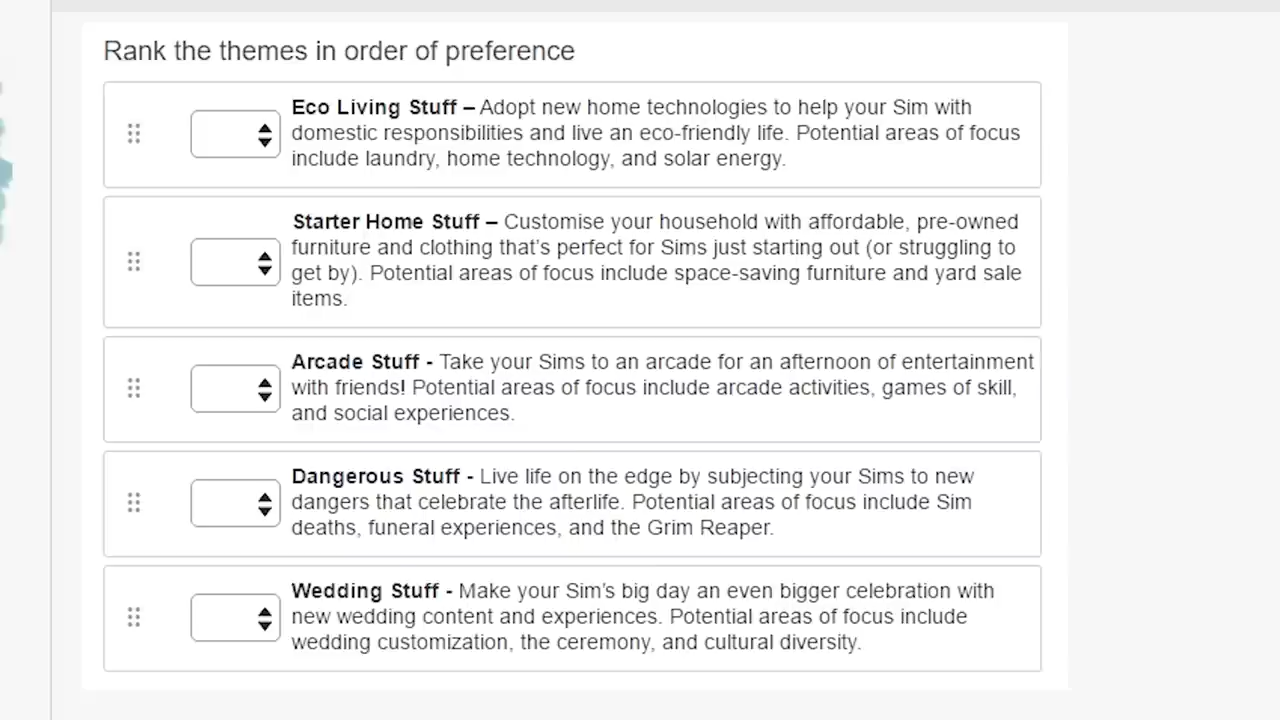 Rank the themes in order of preference
Eco Living Stuff – Adopt new home technologies to help your Sim with
domestic responsibilities and live an eco-friendly life. Potential areas of focus
include laundry, home technology, and solar energy.
Starter Home Stuff – Customise your household with affordable, pre-owned
furniture and clothing that's perfect for Sims just starting out (or struggling to
get by). Potential areas of focus include space-saving furniture and yard sale
items.
Arcade Stuff - Take your Sims to an arcade for an afternoon of entertainment
with friends! Potential areas of focus include arcade activities, games of skill,
and social experiences.
Dangerous Stuff - Live life on the edge by subjecting your Sims to new
dangers that celebrate the afterlife. Potential areas of focus include Sim
deaths, funeral experiences, and the Grim Reaper.
Wedding Stuff - Make your Sim's big day an even bigger celebration with
new wedding content and experiences. Potential areas of focus include
wedding customization, the ceremony, and cultural diversity.